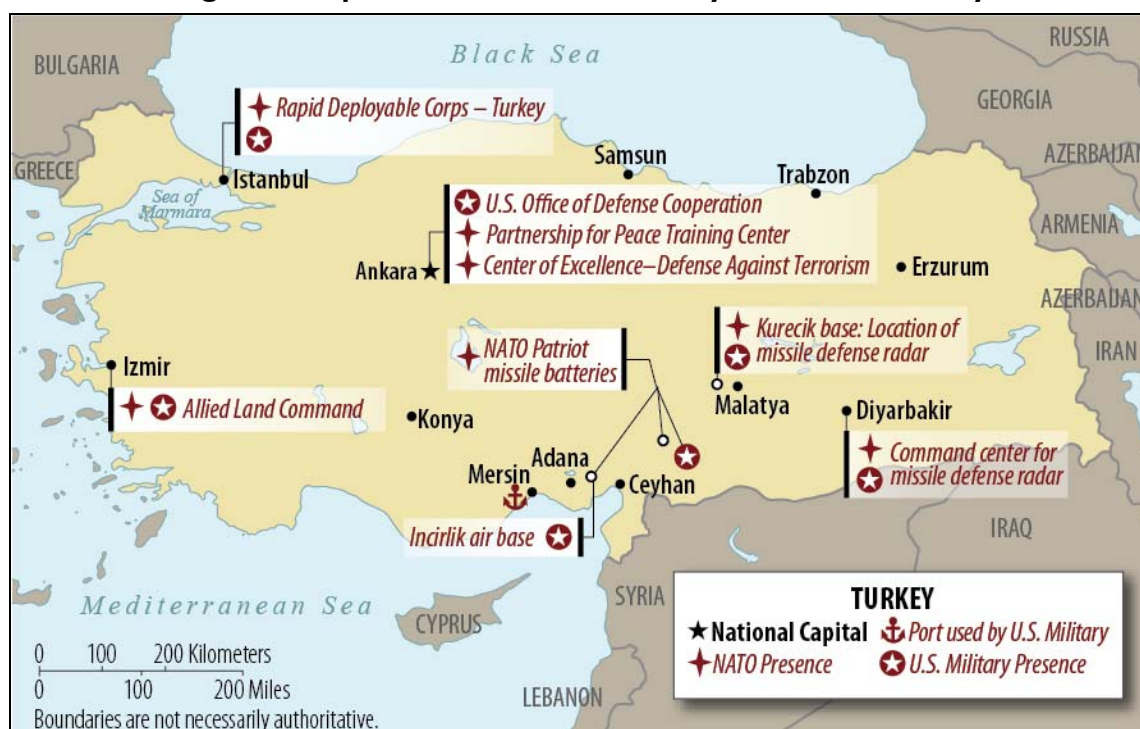 BULGARIA
Black Sea
RUSSIA
GEORGIA
Rapid Deployable Corps – Turkey
GREECE
Istanbul
Sea of
Marmara
Samsun
Trabzon
AZERBAIJAN
ARMENIA
U.S. Office of Defense Cooperation
Partnership for Peace Training Center
Center of Excellence–Defense Against Terrorism
Ankara
Erzurum
AZERBAIJAN
IRAN
Kurecik base: Location of
missile defense radar
NATO Patriot
missile batteries
Izmir
Allied Land Command
Konya
Malatya
Diyarbakir
Command center for
missile defense radar
Adana
Mersin
Ceyhan
Incirlik air base
IRAQ
SYRIA
Mediterranean Sea
CYPRUS
LEBANON
TURKEY
National Capital
Port used by U.S. Military
NATO Presence
U.S. Military Presence
0 100 200 Kilometers
0 100 200 Miles
Boundaries are not necessarily authoritative.